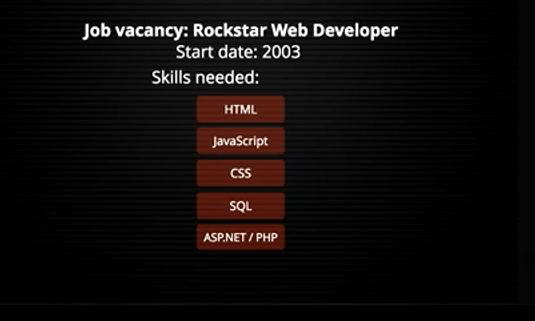 Job vacancy: Rockstar Web Developer
Start date: 2003
Skills needed:
HTML
JavaScript
CSS
SQL
ASP.NET / PHP